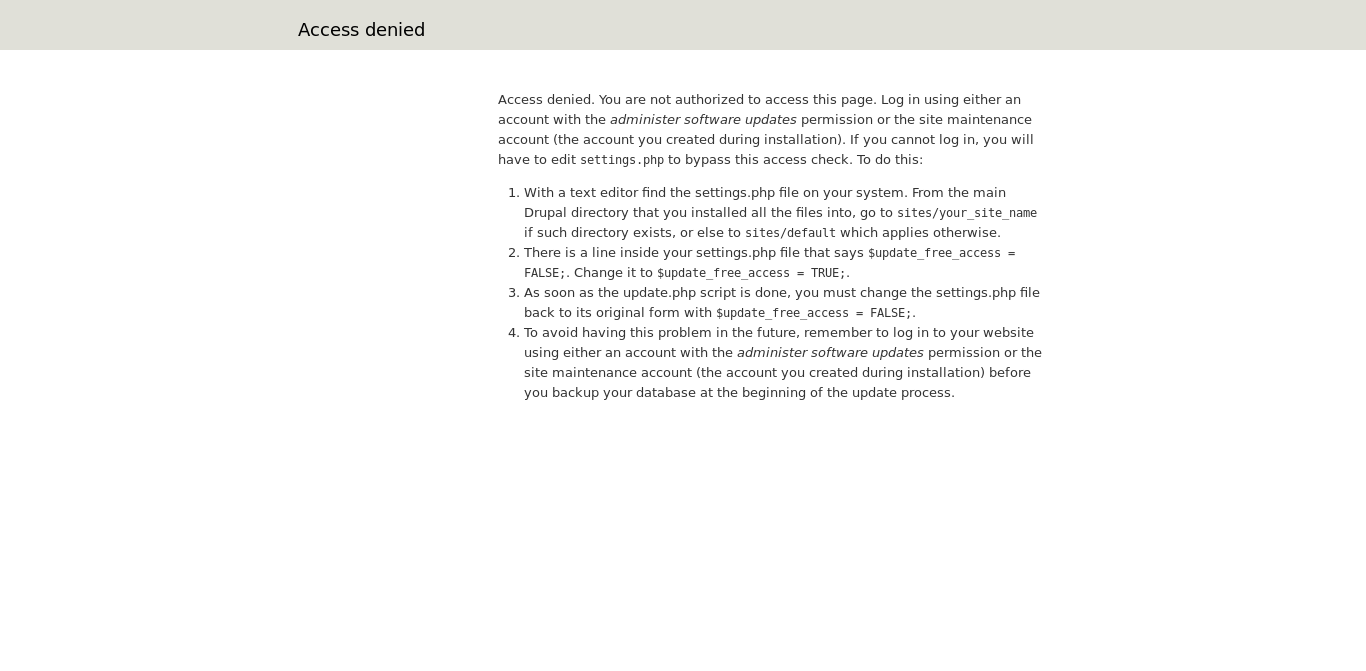 Access denied
Access denied. You are not authorized to access this page. Log in using either an
account with the administer software updates permission or the site maintenance
account (the account you created during installation). If you cannot log in, you will
have to edit settings.php to bypass this access check. To do this:
1. With a text editor find the settings.php file on your system. From the main
Drupal directory that you installed all the files into, go to sites/your_site_name
if such directory exists, or else to sites/default which applies otherwise.
2. There is a line inside your settings.php file that says $update_free_access =
FALSE;. Change it to $update_free_access = TRUE;.
3. As soon as the update.php script is done, you must change the settings.php file
back to its original form with $update_free_access = FALSE;.
4. To avoid having this problem in the future, remember to log in to your website
using either an account with the administer software updates permission or the
site maintenance account (the account you created during installation) before
you backup your database at the beginning of the update process.